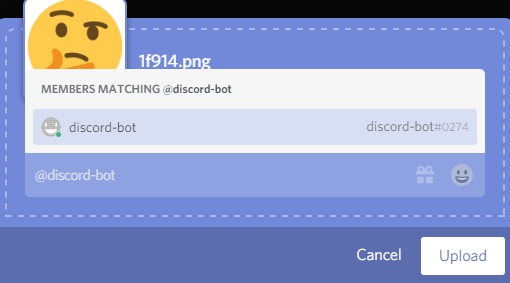 1f914.png
MEMBERS MATCHING @discord-bot
discord-bot discord-bot#0274
@discord-bot
Cancel Upload